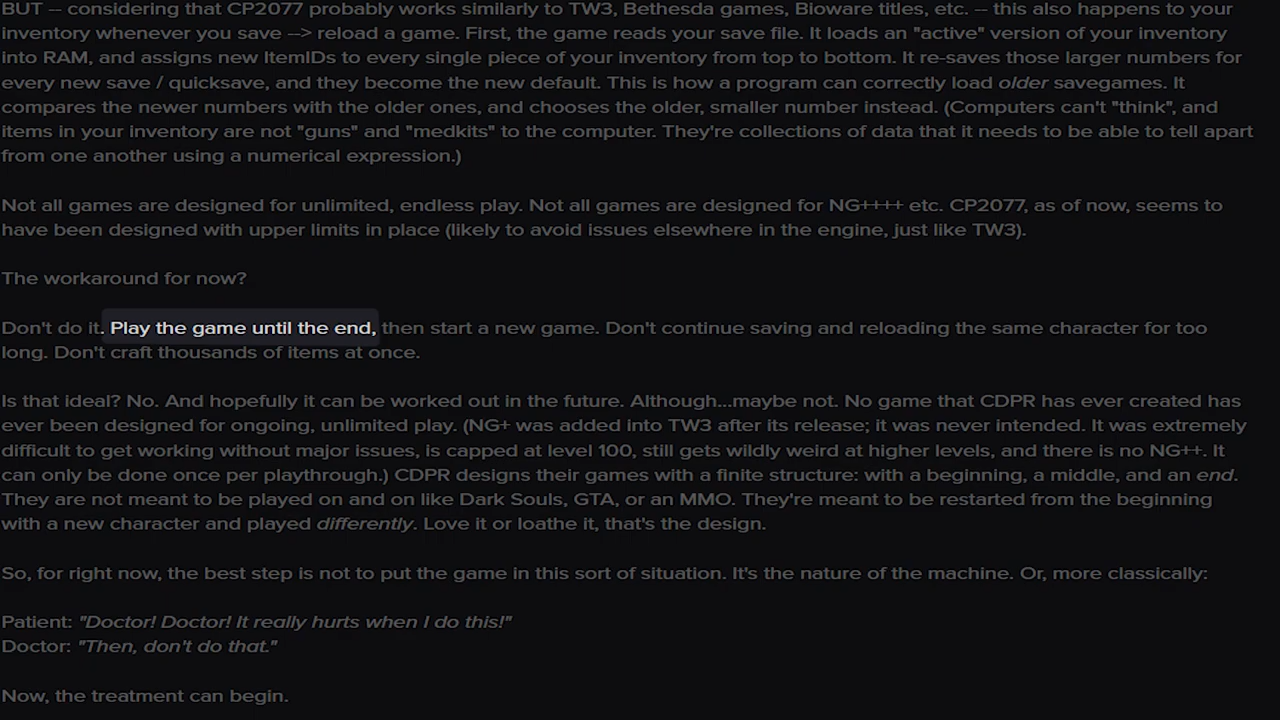 BUT -- considering that CP2077 probably works similarly to TW3, Bethesda games, Bioware titles, etc. -- this also happens to your
inventory whenever you save --> reload a game. First, the game reads your save file. It loads an "active" version of your inventory
into RAM, and assigns new ItemIDs to every single piece of your inventory from top to bottom. It re-saves those larger numbers for
every new save / quicksave, and they become the new default. This is how a program can correctly load older savegames. It
compares the newer numbers with the older ones, and chooses the older, smaller number instead. (Computers can't "think", and
items in your inventory are not "guns" and "medkits" to the computer. They're collections of data that it needs to be able to tell apart
from one another using a numerical expression.)
Not all games are designed for unlimited, endless play. Not all games are designed for NG++++ etc. CP2077, as of now, seems to
have been designed with upper limits in place (likely to avoid issues elsewhere in the engine, just like TW3).
The workaround for now?
Don't do it. Play the game until the end, then start a new game. Don't continue saving and reloading the same character for too
long. Don't craft thousands of items at once.
Is that ideal? No. And hopefully it can be worked out in the future. Although...maybe not. No game that CDPR has ever created has
ever been designed for ongoing, unlimited play. (NG+ was added into TW3 after its release; it was never intended. It was extremely
difficult to get working without major issues, is capped at level 100, still gets wildly weird at higher levels, and there is no NG++. It
can only be done once per playthrough.) CDPR designs their games with a finite structure: with a beginning, a middle, and an end.
They are not meant to be played on and on like Dark Souls, GTA, or an MMO. They're meant to be restarted from the beginning
with a new character and played differently. Love it or loathe it, that's the design.
So, for right now, the best step is not to put the game in this sort of situation. It's the nature of the machine. Or, more classically:
Patient: "Doctor! Doctor! It really hurts when I do this!"
Doctor: "Then, don't do that."
Now, the treatment can begin.